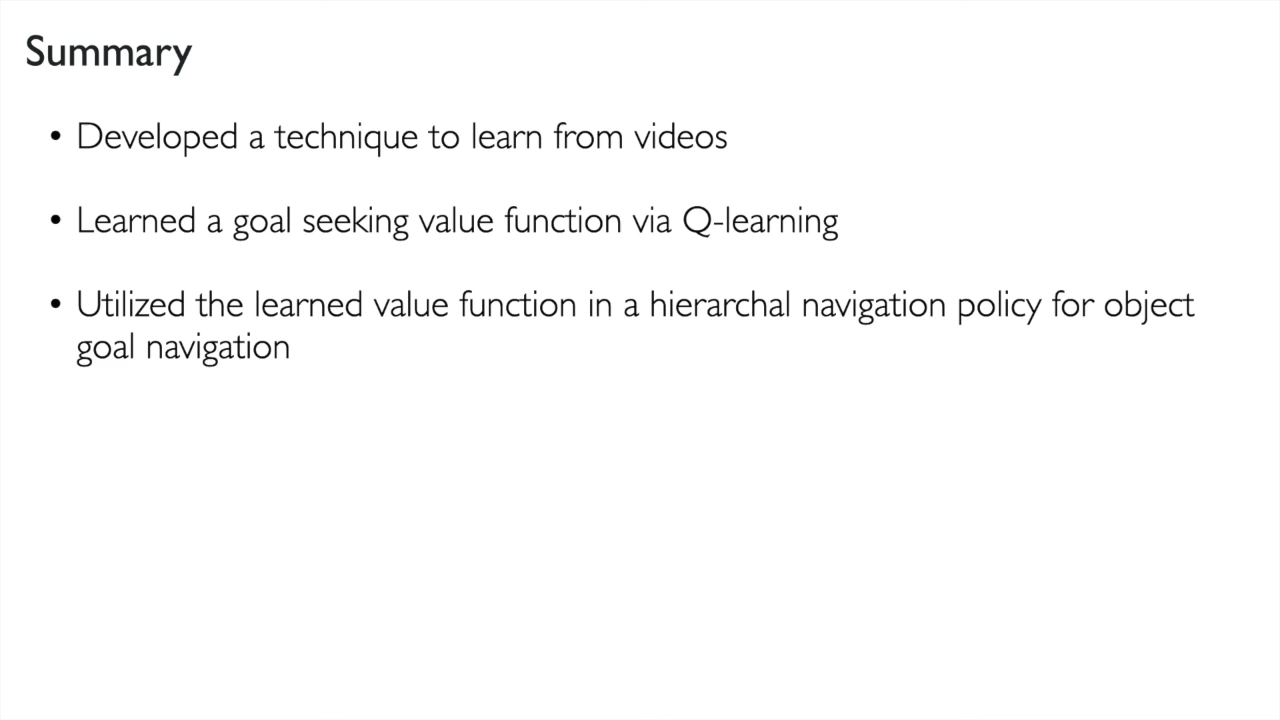 Summary
• Developed a technique to learn from videos
• Learned a goal seeking value function via Q-learning
• Utilized the learned value function in a hierarchal navigation policy for object
goal navigation